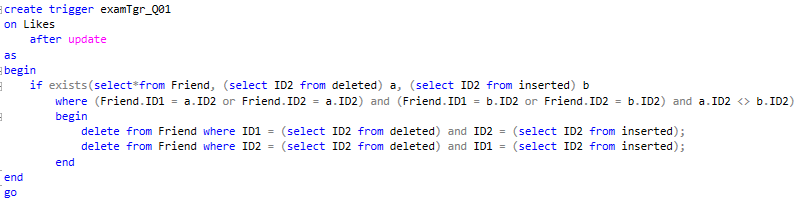 create trigger examTgr_Q01
on Likes
    after update
as
begin
    if exists(select*from Friend, (select ID2 from deleted) a, (select ID2 from inserted) b
        where (Friend.ID1 = a.ID2 or Friend.ID2 = a.ID2) and (Friend.ID1 = b.ID2 or Friend.ID2 = b.ID2) and a.ID2 <> b.ID2)
        begin
            delete from Friend where ID1 = (select ID2 from deleted) and ID2 = (select ID2 from inserted);
            delete from Friend where ID2 = (select ID2 from deleted) and ID1 = (select ID2 from inserted);
        end
end
go